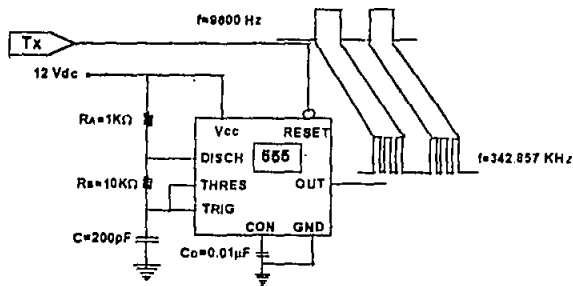 f=9600 Hz
Tx
12 Vdc
RA=1KΩ
Vcc
RESET
DISCH
555
f=342.857 KHz
RB=10KΩ
THRES
OUT
TRIG
CON
GND
C=200pF
CD=0.01µF